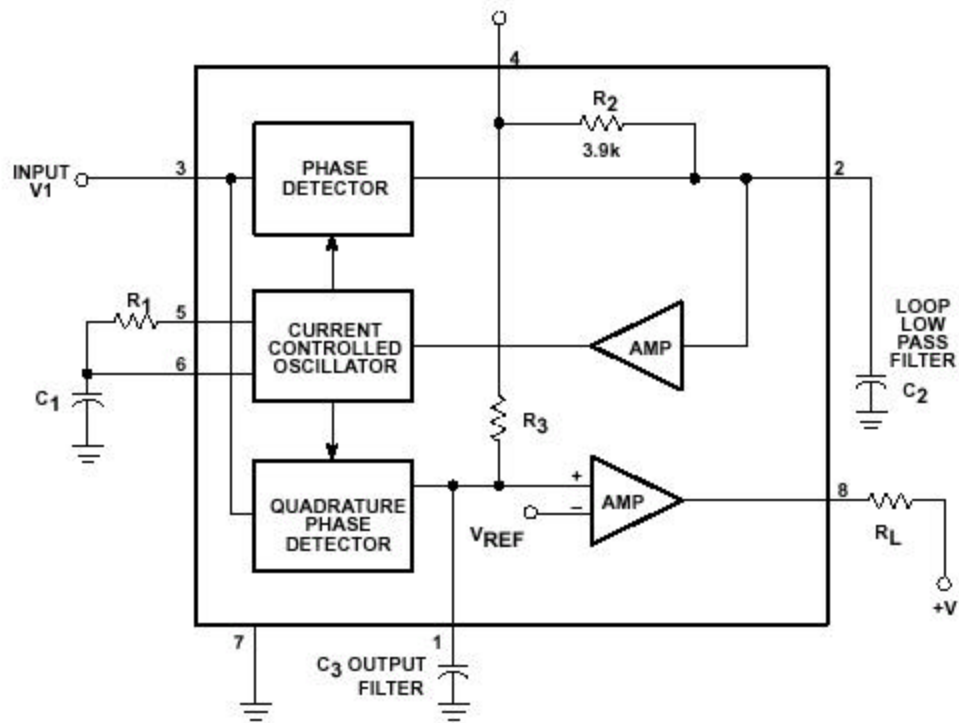 4
R2
3.9k
INPUT
V1
3
PHASE
DETECTOR
2
R1
5
6
C1
CURRENT
CONTROLLED
OSCILLATOR
AMP
LOOP
LOW
PASS
FILTER
C2
R3
QUADRATURE
PHASE
DETECTOR
+
−
VREF
AMP
8
RL
+V
7
1
C3 OUTPUT
FILTER